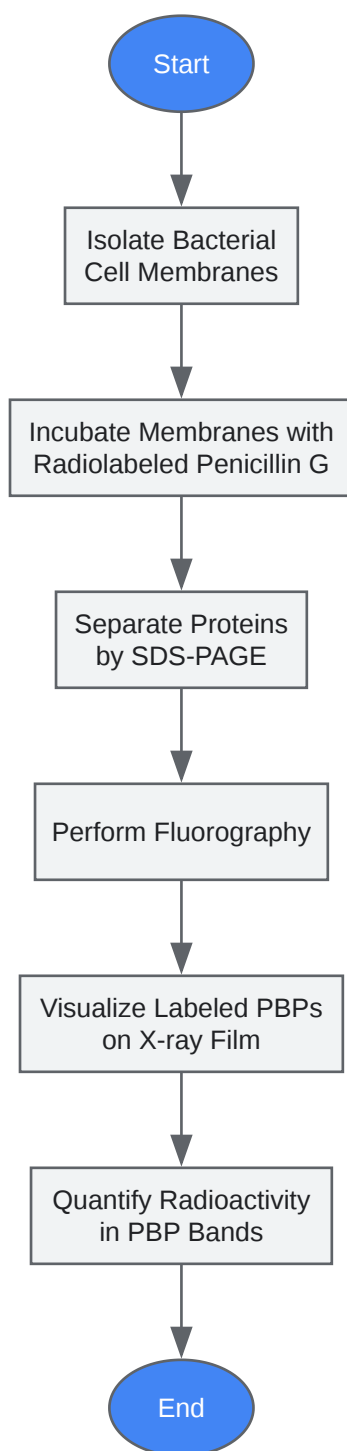 Start
Isolate Bacterial
Cell Membranes
Incubate Membranes with
Radiolabeled Penicillin G
Separate Proteins
by SDS-PAGE
Perform Fluorography
Visualize Labeled PBPs
on X-ray Film
Quantify Radioactivity
in PBP Bands
End